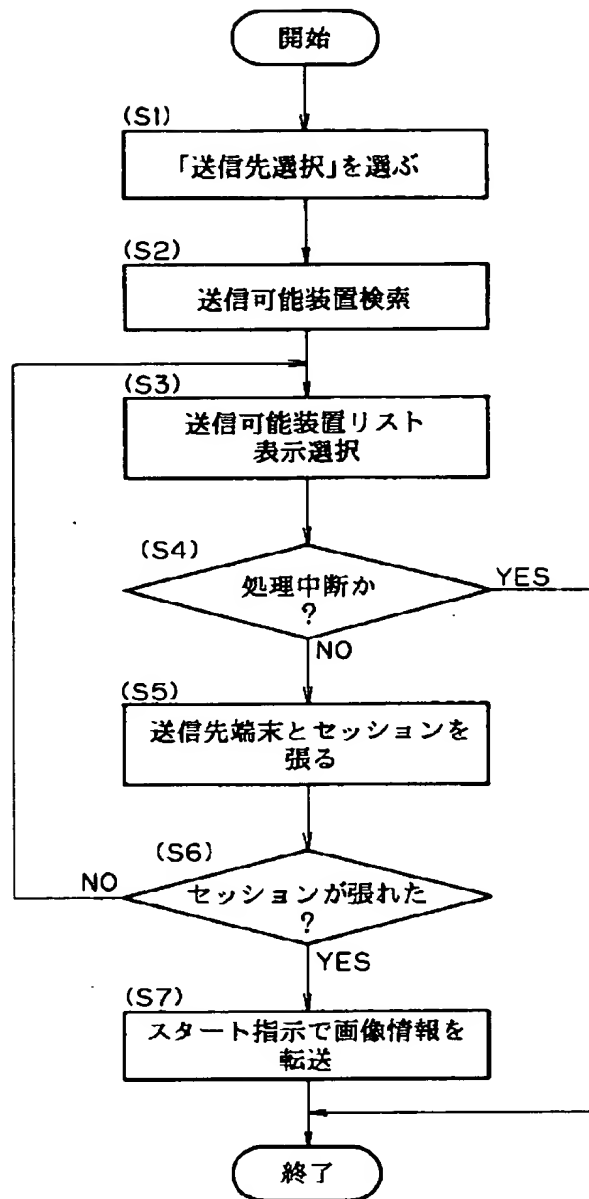 開始
(S1)
「送信先選択」を選ぶ
(S2)
送信可能装置検索
(S3)
送信可能装置リスト
表示選択
(S4)
処理中断か
?
YES
NO
(S5)
送信先端末とセッションを
張る
(S6)
セッションが張れた
?
NO
YES
(S7)
スタート指示で画像情報を
転送
終了